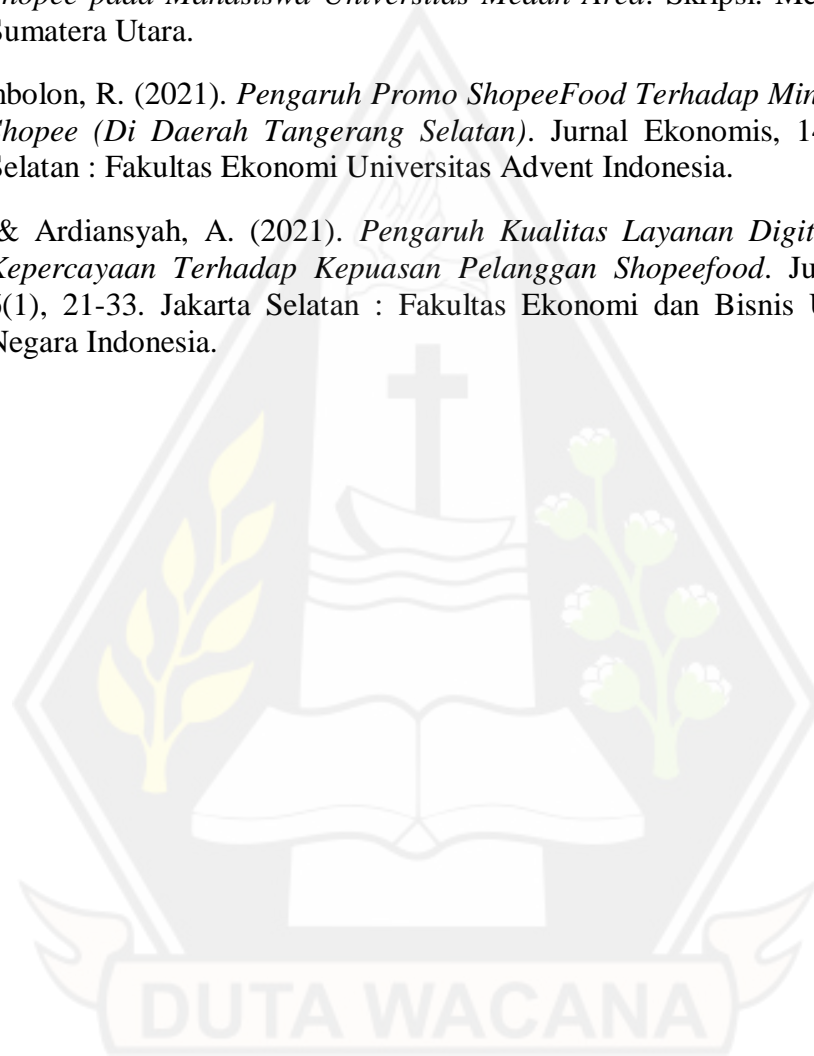 Shopee pada Mahasiswa Universitas Medan Area. Skripsi. Me
Sumatera Utara.
nbolon, R. (2021). Pengaruh Promo ShopeeFood Terhadap Min
Shopee (Di Daerah Tangerang Selatan). Jurnal Ekonomis, 14
Selatan : Fakultas Ekonomi Universitas Advent Indonesia.
& Ardiansyah, A. (2021). Pengaruh Kualitas Layanan Digit
Kepercayaan Terhadap Kepuasan Pelanggan Shopeefood. Ju
5(1), 21-33. Jakarta Selatan : Fakultas Ekonomi dan Bisnis U
Negara Indonesia.
DUTA WACANA